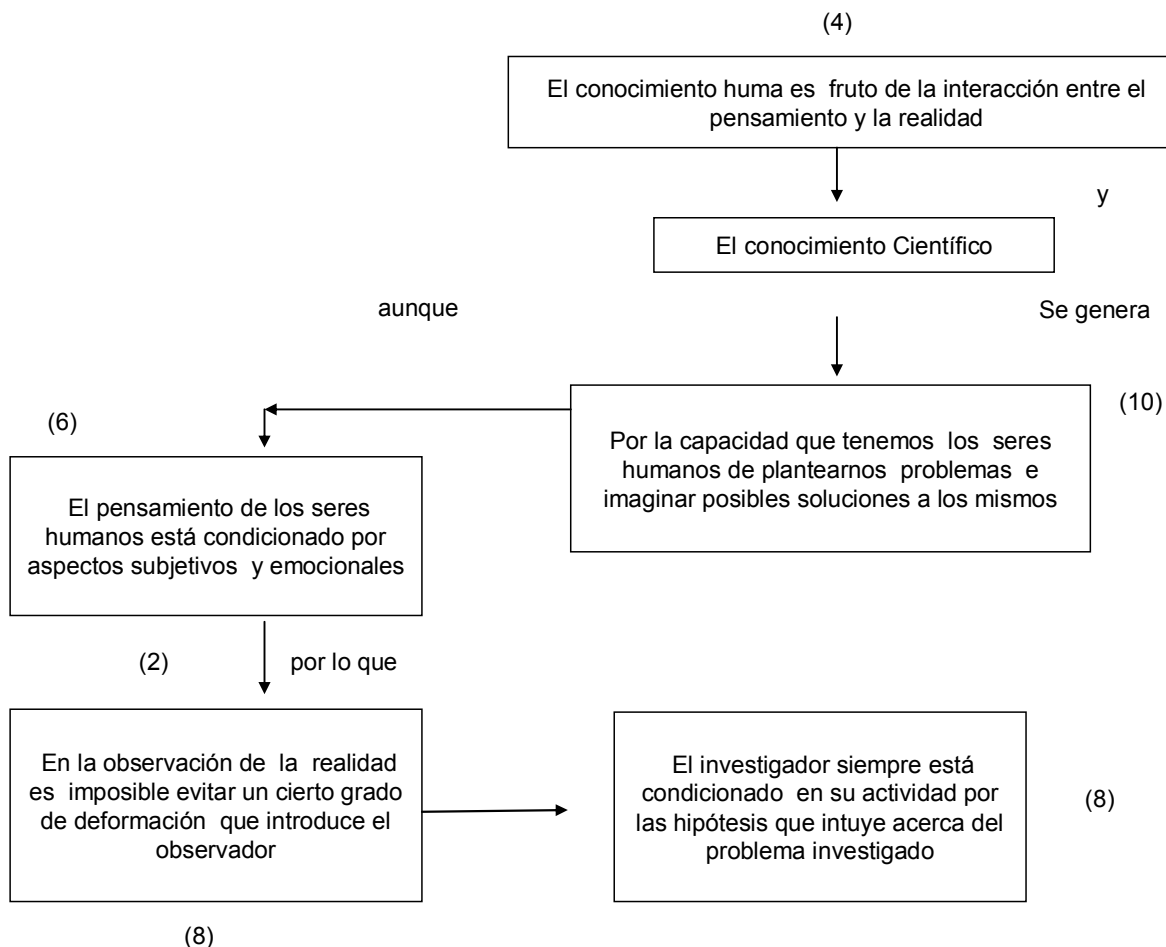 (4)
El conocimiento huma es fruto de la interacción entre el
pensamiento y la realidad
y
El conocimiento Científico
aunque
Se genera
(10)
Por la capacidad que tenemos los seres
humanos de plantearnos problemas e
imaginar posibles soluciones a los mismos
(6)
El pensamiento de los seres
humanos está condicionado por
aspectos subjetivos y emocionales
(2)
por lo que
En la observación de la realidad
es imposible evitar un cierto grado
de deformación que introduce el
observador
(8)
El investigador siempre está
condicionado en su actividad por
las hipótesis que intuye acerca del
problema investigado
(8)